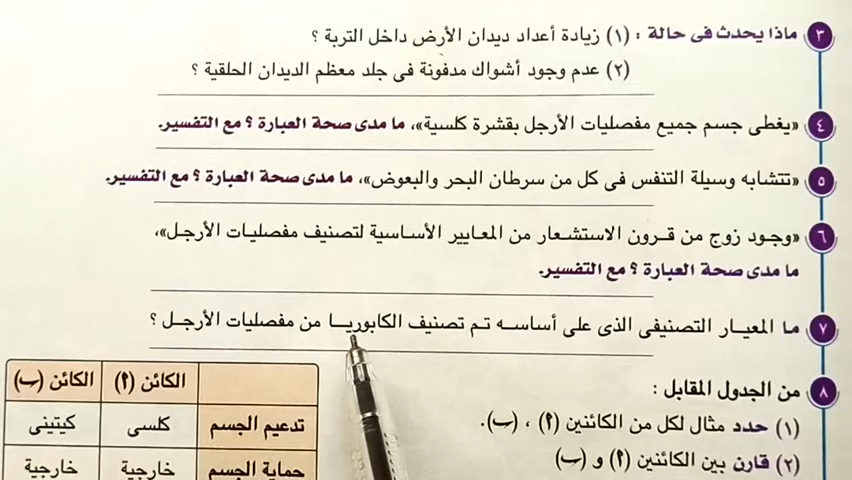 ٣ ماذا يحدث فى حالة : (١) زيادة أعداد ديدان الأرض داخل التربة ؟
(٢) عدم وجود أشواك مدفونة فى جلد معظم الديدان الحلقية ؟
٤ «يغطى جسم جميع مفصليات الأرجل بقشرة كلسية»، ما مدى صحة العبارة ؟ مع التفسير.
٥ «تتشابه وسيلة التنفس فى كل من سرطان البحر والبعوض»، ما مدى صحة العبارة ؟ مع التفسير.
٦ «وجود زوج من قرون الاستشعار من المعايير الأساسية لتصنيف مفصليات الأرجل»،
ما مدى صحة العبارة ؟ مع التفسير.
٧ ما المعيار التصنيفى الذى على أساسه تم تصنيف الكابوريا من مفصليات الأرجل ؟
٨ من الجدول المقابل :
(١) حدد مثال لكل من الكائنين (أ) ، (ب).
(٢) قارن بين الكائنين (أ) و (ب)
الكائن (أ) الكائن (ب)
تدعيم الجسم كلسى كيتينى
حماية الجسم خارجية خارجية